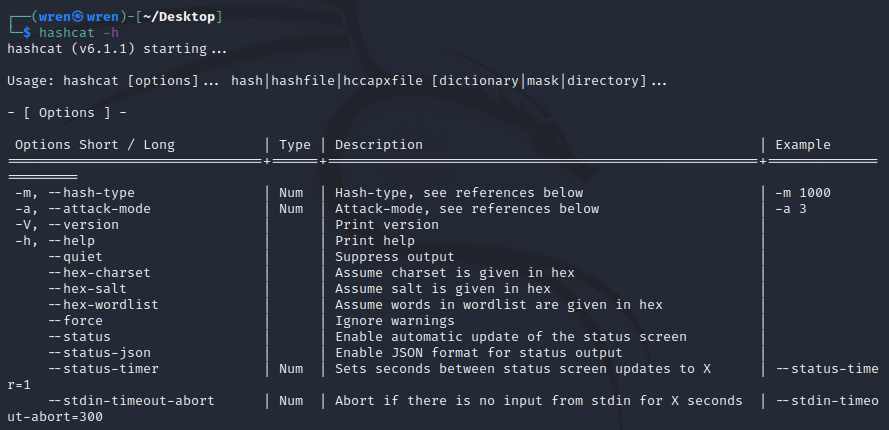 ┌──(wren㉿wren)-[~/Desktop]
└─$ hashcat -h
hashcat (v6.1.1) starting...
Usage: hashcat [options]... hash|hashfile|hccapxfile [dictionary|mask|directory]...
- [ Options ] -
Options Short / Long | Type | Description | Example
================================+======+======================================================+=======================
-m, --hash-type | Num | Hash-type, see references below | -m 1000
-a, --attack-mode | Num | Attack-mode, see references below | -a 3
-V, --version | | Print version |
-h, --help | | Print help |
--quiet | | Suppress output |
--hex-charset | | Assume charset is given in hex |
--hex-salt | | Assume salt is given in hex |
--hex-wordlist | | Assume words in wordlist are given in hex |
--force | | Ignore warnings |
--status | | Enable automatic update of the status screen |
--status-json | | Enable JSON format for status output |
--status-timer | Num | Sets seconds between status screen updates to X | --status-time
r=1
--stdin-timeout-abort | Num | Abort if there is no input from stdin for X seconds | --stdin-timeo
ut-abort=300